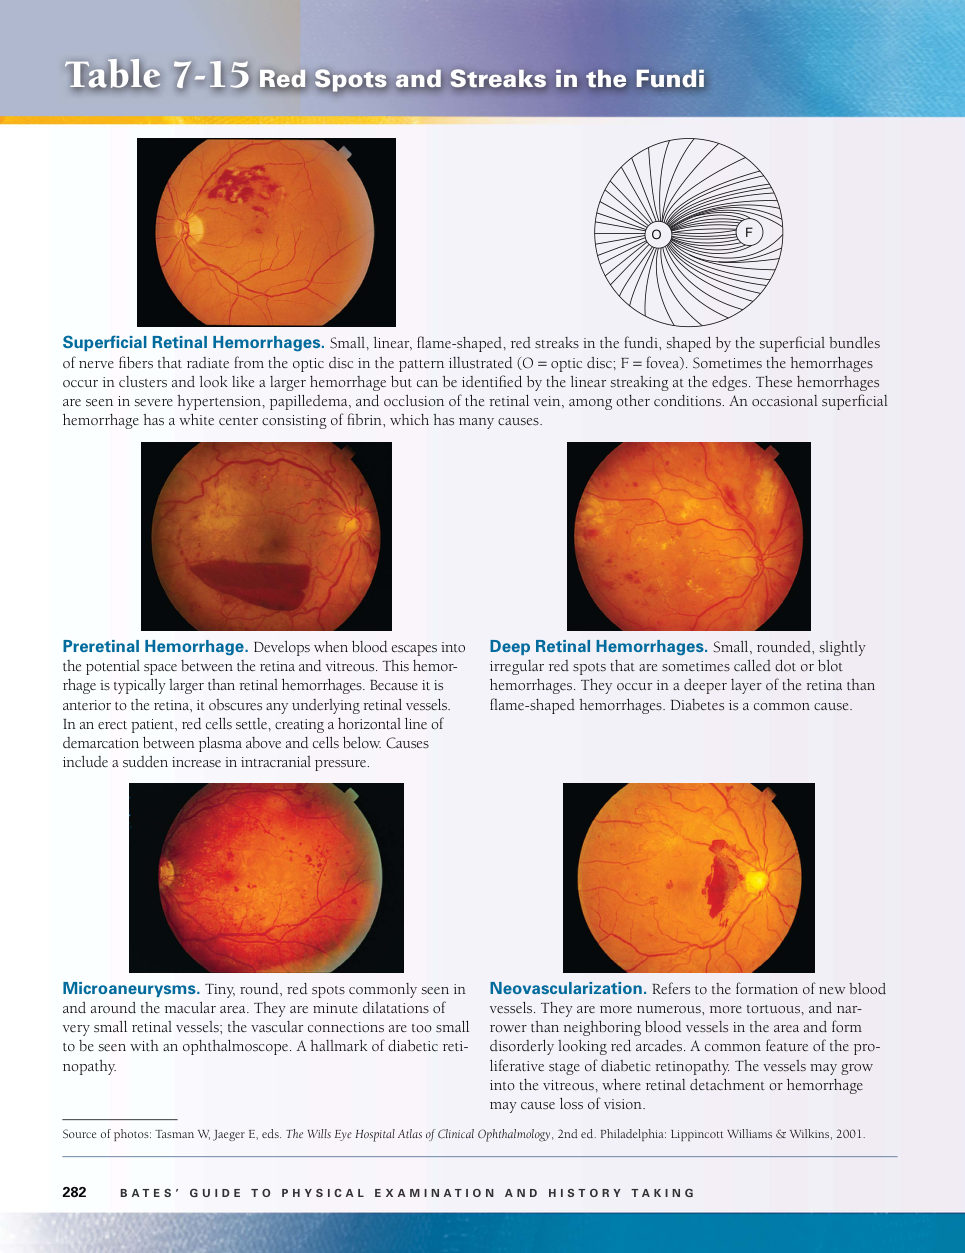 Table 7-15 Red Spots and Streaks in the Fundi
O
F
Superficial Retinal Hemorrhages. Small, linear, flame-shaped, red streaks in the fundi, shaped by the superficial bundles
of nerve fibers that radiate from the optic disc in the pattern illustrated (O = optic disc; F = fovea). Sometimes the hemorrhages
occur in clusters and look like a larger hemorrhage but can be identified by the linear streaking at the edges. These hemorrhages
are seen in severe hypertension, papilledema, and occlusion of the retinal vein, among other conditions. An occasional superficial
hemorrhage has a white center consisting of fibrin, which has many causes.
Preretinal Hemorrhage. Develops when blood escapes into
the potential space between the retina and vitreous. This hemor-
rhage is typically larger than retinal hemorrhages. Because it is
anterior to the retina, it obscures any underlying retinal vessels.
In an erect patient, red cells settle, creating a horizontal line of
demarcation between plasma above and cells below. Causes
include a sudden increase in intracranial pressure.
Deep Retinal Hemorrhages. Small, rounded, slightly
irregular red spots that are sometimes called dot or blot
hemorrhages. They occur in a deeper layer of the retina than
flame-shaped hemorrhages. Diabetes is a common cause.
Microaneurysms. Tiny, round, red spots commonly seen in
and around the macular area. They are minute dilatations of
very small retinal vessels; the vascular connections are too small
to be seen with an ophthalmoscope. A hallmark of diabetic reti-
nopathy.
Neovascularization. Refers to the formation of new blood
vessels. They are more numerous, more tortuous, and nar-
rower than neighboring blood vessels in the area and form
disorderly looking red arcades. A common feature of the pro-
liferative stage of diabetic retinopathy. The vessels may grow
into the vitreous, where retinal detachment or hemorrhage
may cause loss of vision.
Source of photos: Tasman W, Jaeger E, eds. The Wills Eye Hospital Atlas of Clinical Ophthalmology, 2nd ed. Philadelphia: Lippincott Williams & Wilkins, 2001.
282 BATES' GUIDE TO PHYSICAL EXAMINATION AND HISTORY TAKING